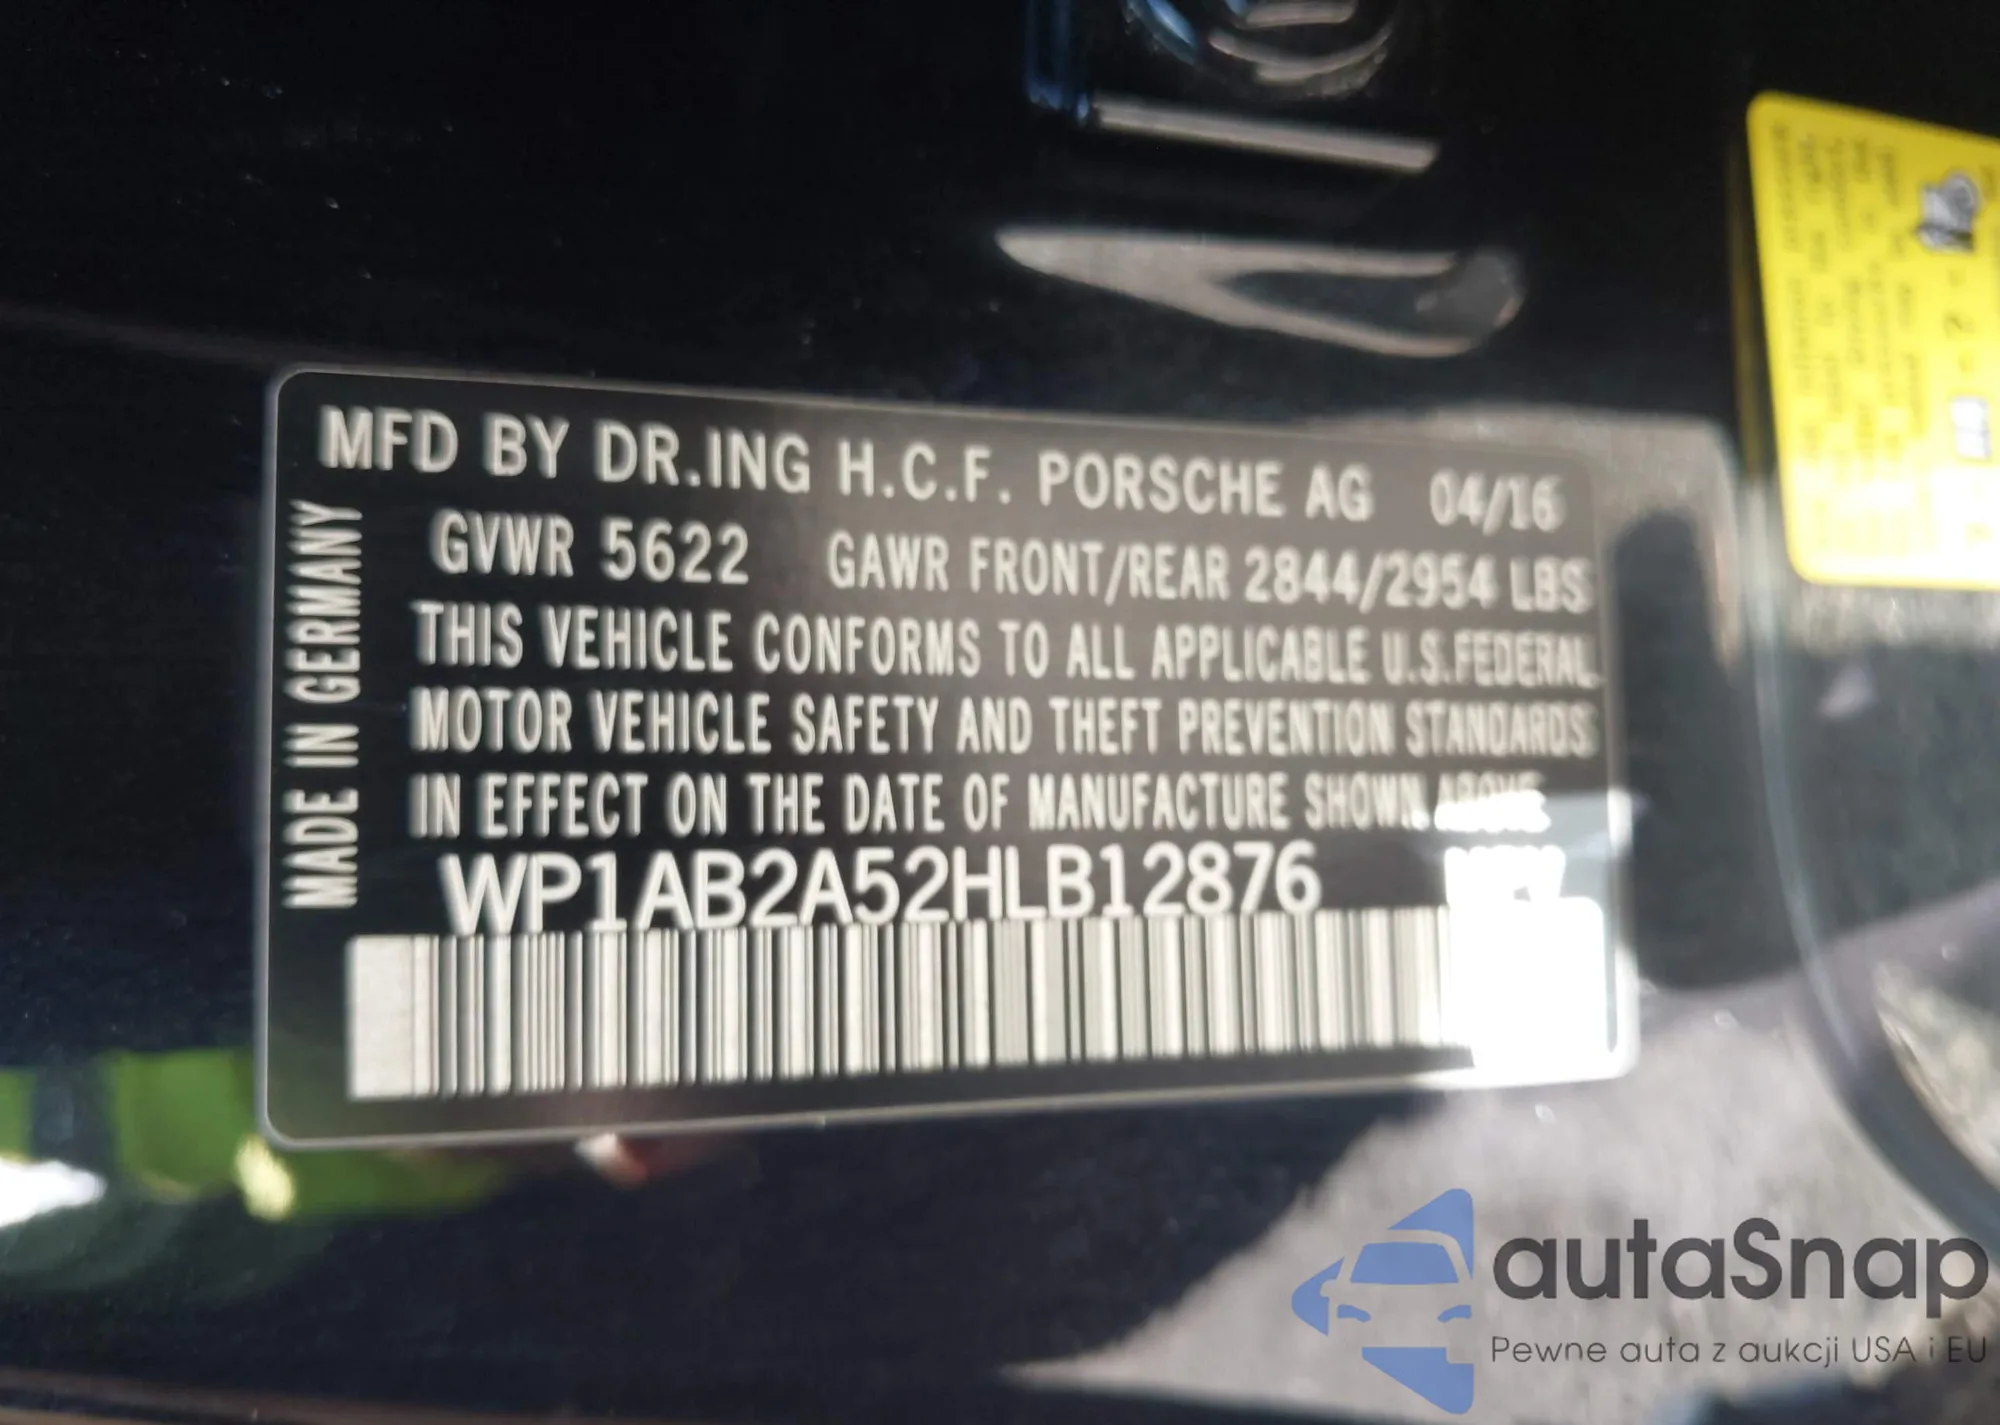 MFD BY DR.ING H.C.F. PORSCHE AG 04/16
GVWR 5622 GAWR FRONT/REAR 2844/2954 LBS
THIS VEHICLE CONFORMS TO ALL APPLICABLE U.S.FEDERAL
MOTOR VEHICLE SAFETY AND THEFT PREVENTION STANDARDS
IN EFFECT ON THE DATE OF MANUFACTURE SHOWN ABOVE
WP1AB2A52HLB12876
MADE IN GERMANY
autaSnap
Pewne auta z aukcji USA i EU